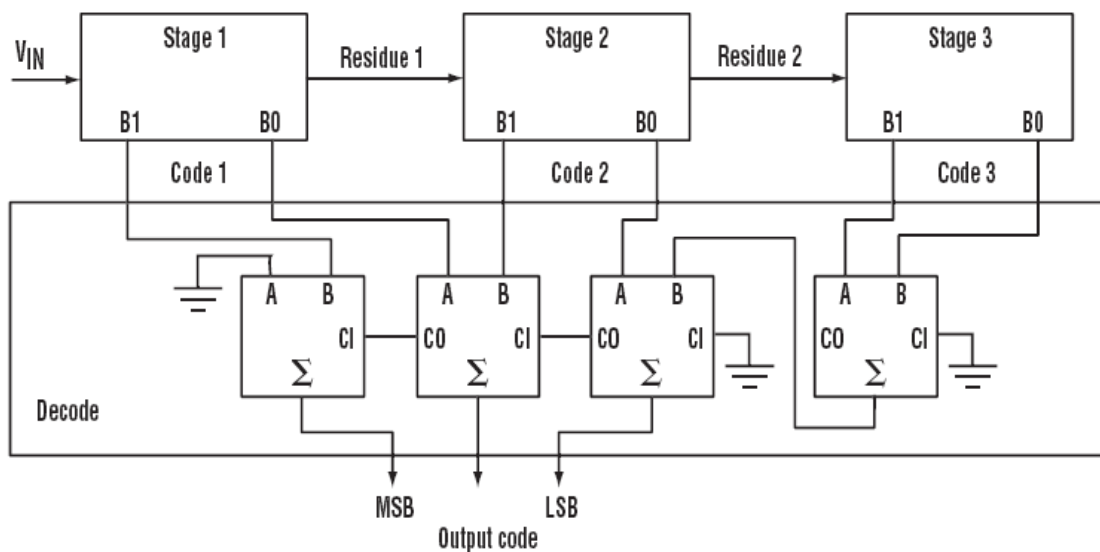 Stage 1
Stage 2
Stage 3
V_IN
Residue 1
Residue 2
B1
B0
B1
B0
B1
B0
Code 1
Code 2
Code 3
A
B
A
B
A
B
A
B
CI
CO
CI
CO
CI
CO
CI
Σ
Σ
Σ
Σ
Decode
MSB
LSB
Output code